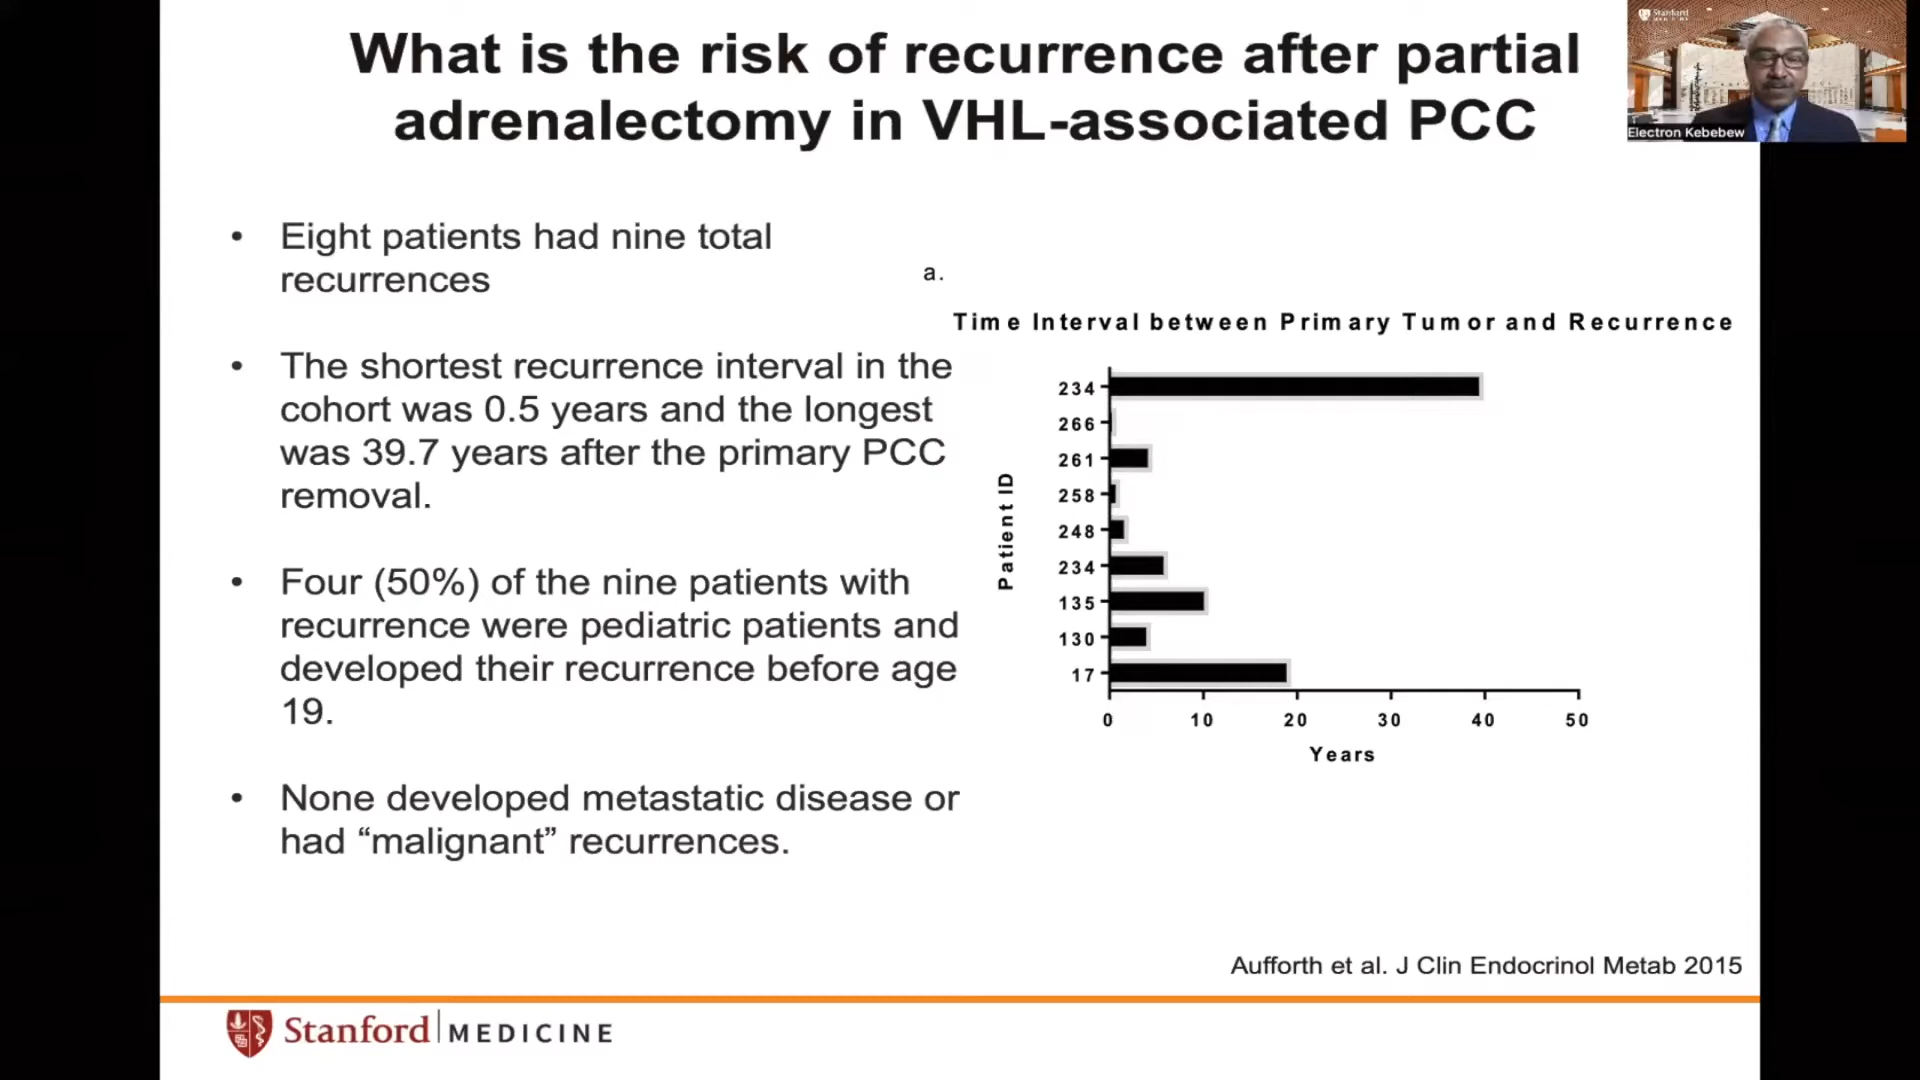 What is the risk of recurrence after partial
adrenalectomy in VHL-associated PCC
Stanford
MEDICINE
Electron Kebebew
• Eight patients had nine total
recurrences
• The shortest recurrence interval in the
cohort was 0.5 years and the longest
was 39.7 years after the primary PCC
removal.
• Four (50%) of the nine patients with
recurrence were pediatric patients and
developed their recurrence before age
19.
• None developed metastatic disease or
had “malignant” recurrences.
a.
Time Interval between Primary Tumor and Recurrence
Patient ID
234
266
261
258
248
234
135
130
17
0 10 20 30 40 50
Years
Aufforth et al. J Clin Endocrinol Metab 2015
Stanford MEDICINE